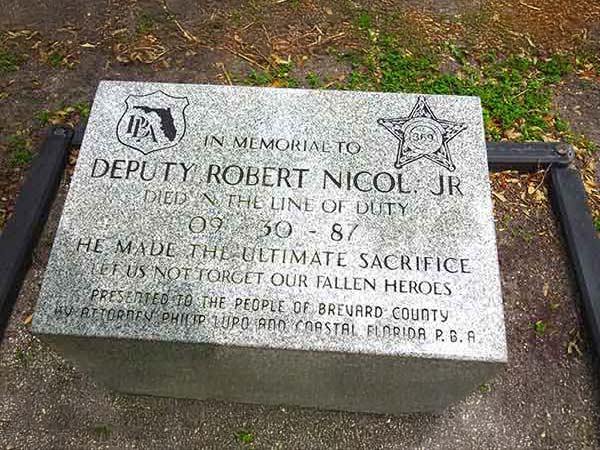 PBA
369
IN MEMORIAL TO
DEPUTY ROBERT NICOL, JR
DIED IN THE LINE OF DUTY
09 - 30 - 87
HE MADE THE ULTIMATE SACRIFICE
LET US NOT FORGET OUR FALLEN HEROES
PRESENTED TO THE PEOPLE OF BREVARD COUNTY
BY ATTORNEY PHILIP LUPO AND COASTAL FLORIDA P.B.A.